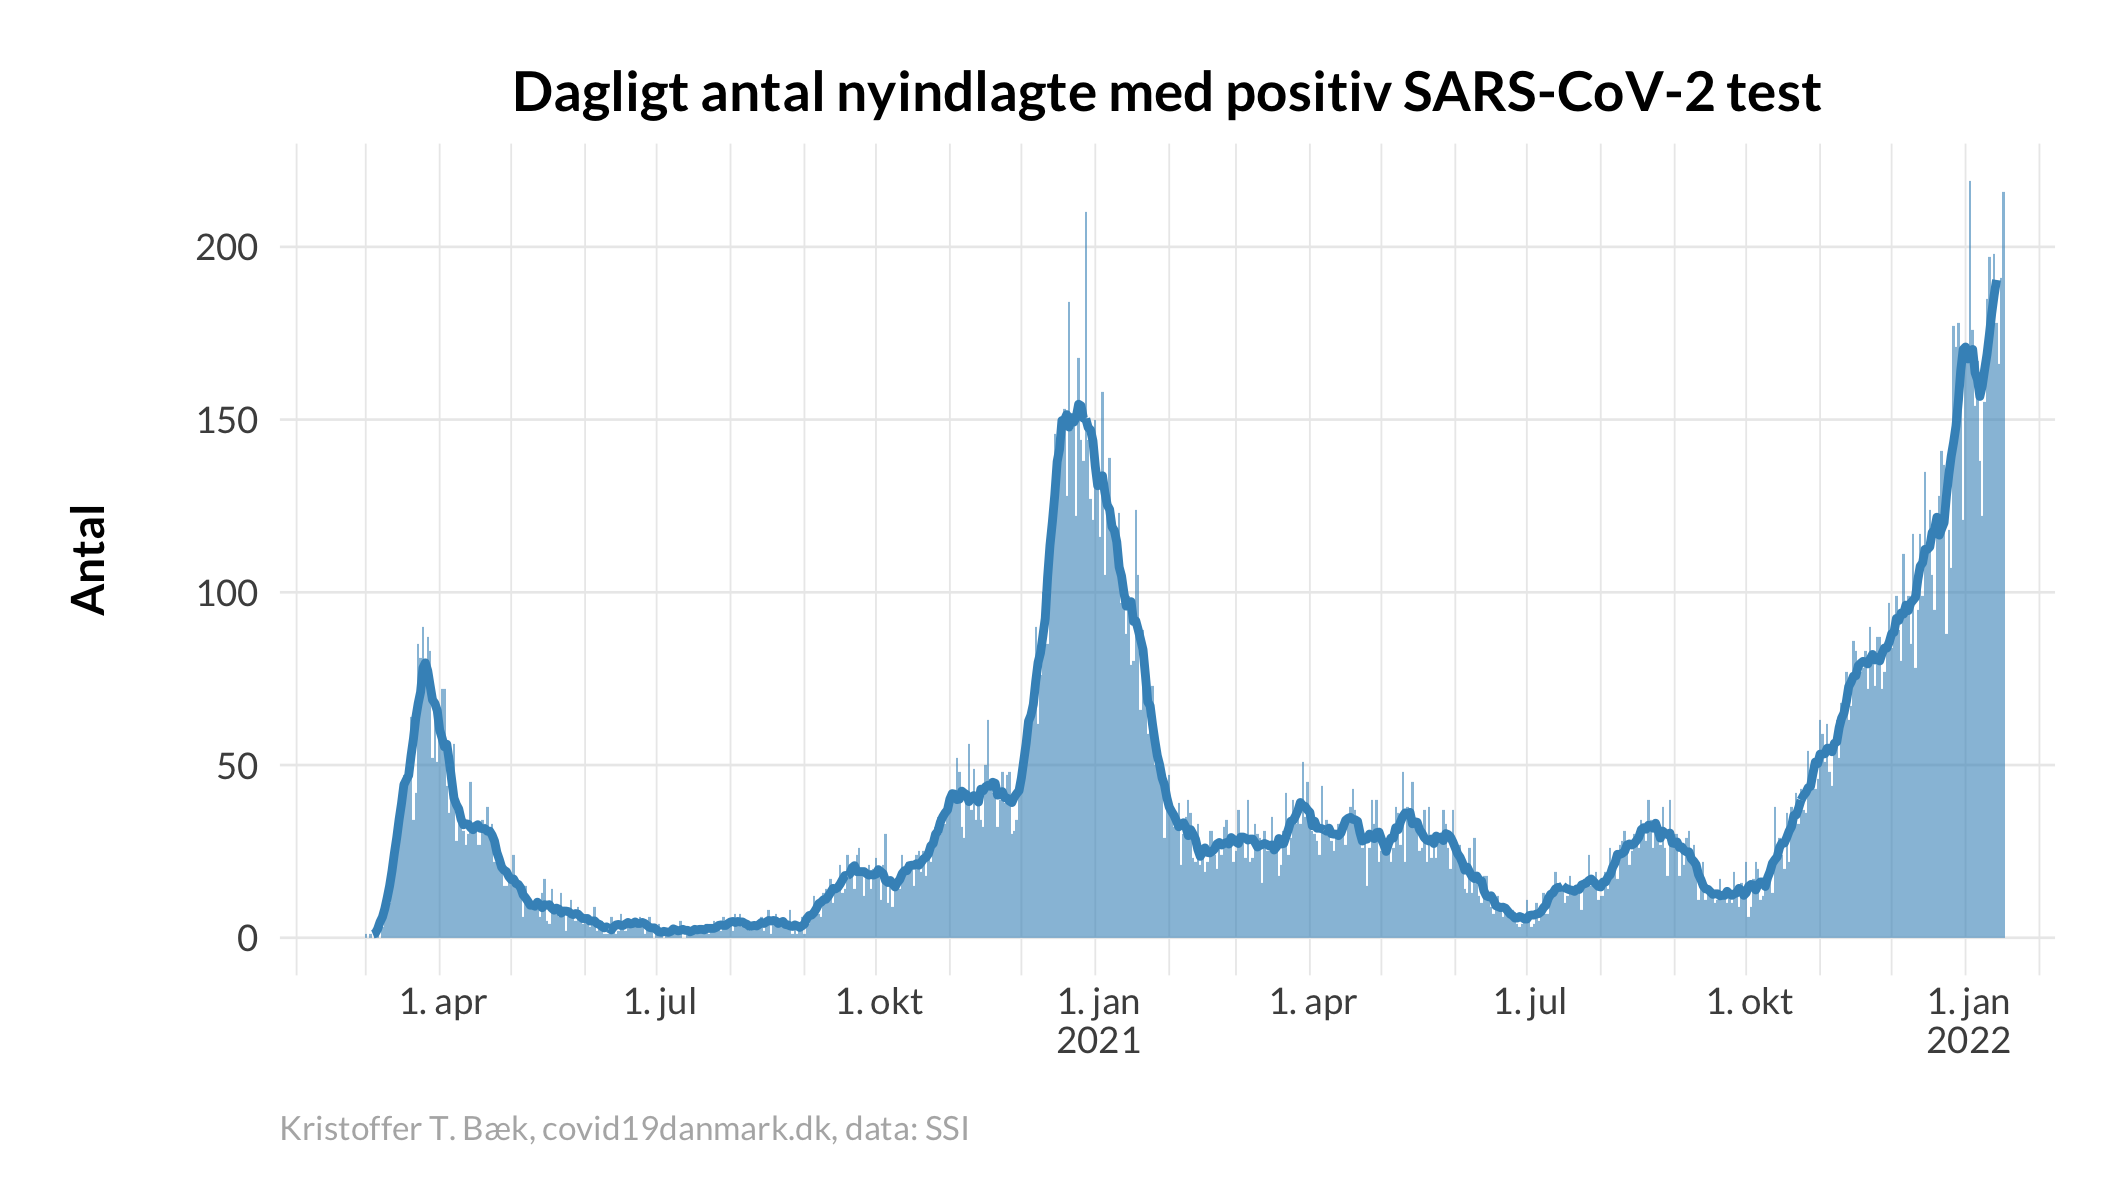 Dagligt antal nyindlagte med positiv SARS-CoV-2 test
Antal
200
150
100
50
0
1. apr
1. jul
1. okt
1. jan
2021
1. apr
1. jul
1. okt
1. jan
2022
Kristoffer T. Bæk, covid19danmark.dk, data: SSI